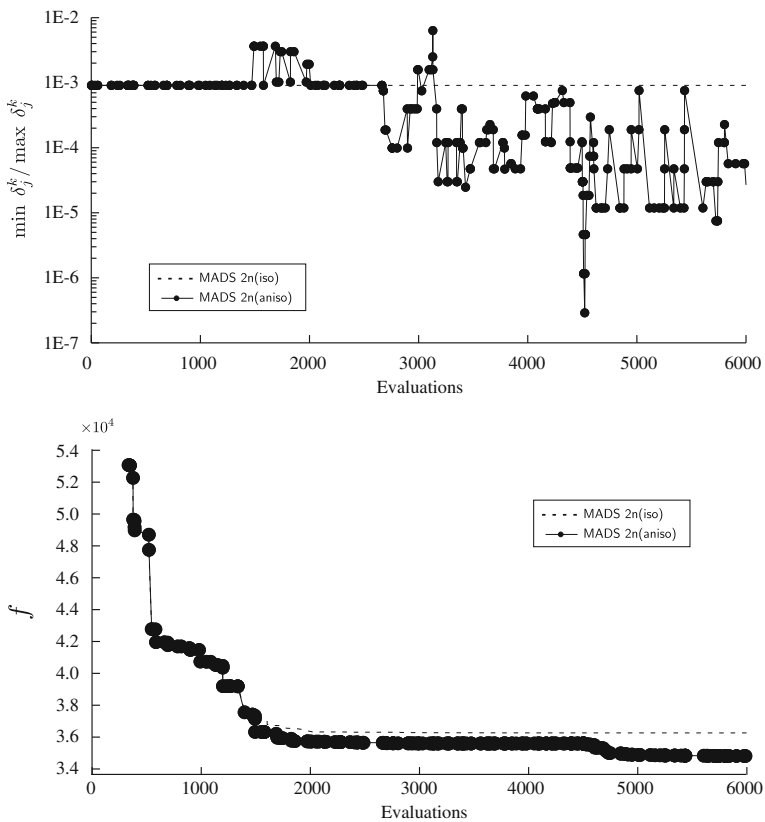 1E-2
1E-3
1E-4
1E-5
1E-6
1E-7
min δ_j^k / max δ_j^k
MADS 2n(iso)
MADS 2n(aniso)
0 1000 2000 3000 4000 5000 6000
Evaluations
×10^4
5.4
5.2
5.0
4.8
4.6
4.4
4.2
4.0
3.8
3.6
3.4
f
MADS 2n(iso)
MADS 2n(aniso)
0 1000 2000 3000 4000 5000 6000
Evaluations